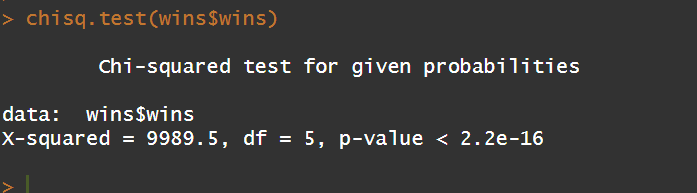 > chisq.test(wins$wins)
Chi-squared test for given probabilities
data:  wins$wins
X-squared = 9989.5, df = 5, p-value < 2.2e-16
>